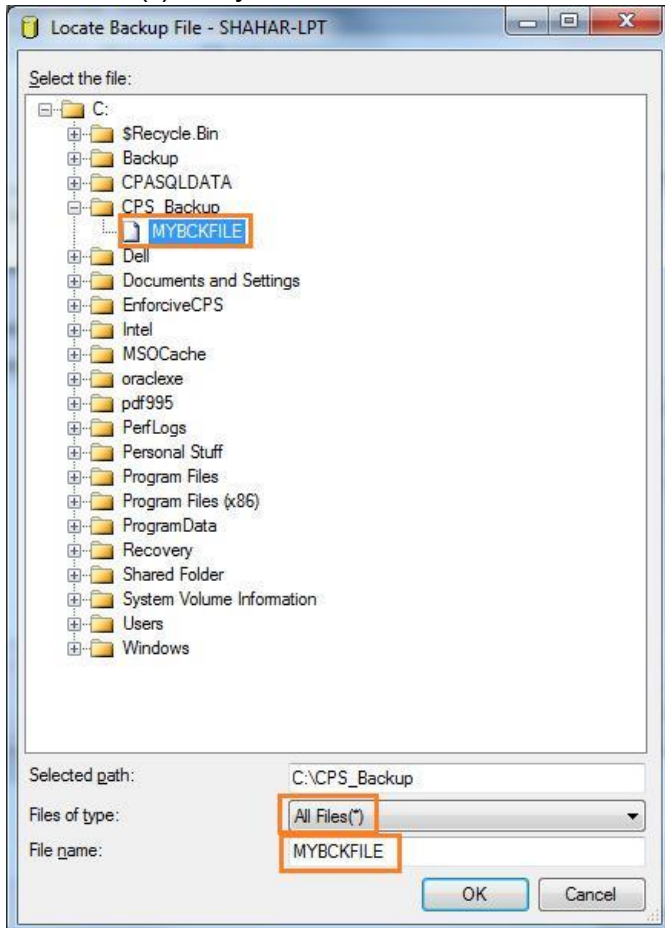 Locate Backup File - SHAHAR-LPT
Select the file:
C:
$Recycle.Bin
Backup
CPASQLDATA
CPS_Backup
MYBCKFILE
Dell
Documents and Settings
EnforciveCPS
Intel
MSOCache
oraclexe
pdf995
PerfLogs
Personal Stuff
Program Files
Program Files (x86)
ProgramData
Recovery
Shared Folder
System Volume Information
Users
Windows
Selected path: C:\CPS_Backup
Files of type: All Files(*)
File name: MYBCKFILE
OK Cancel